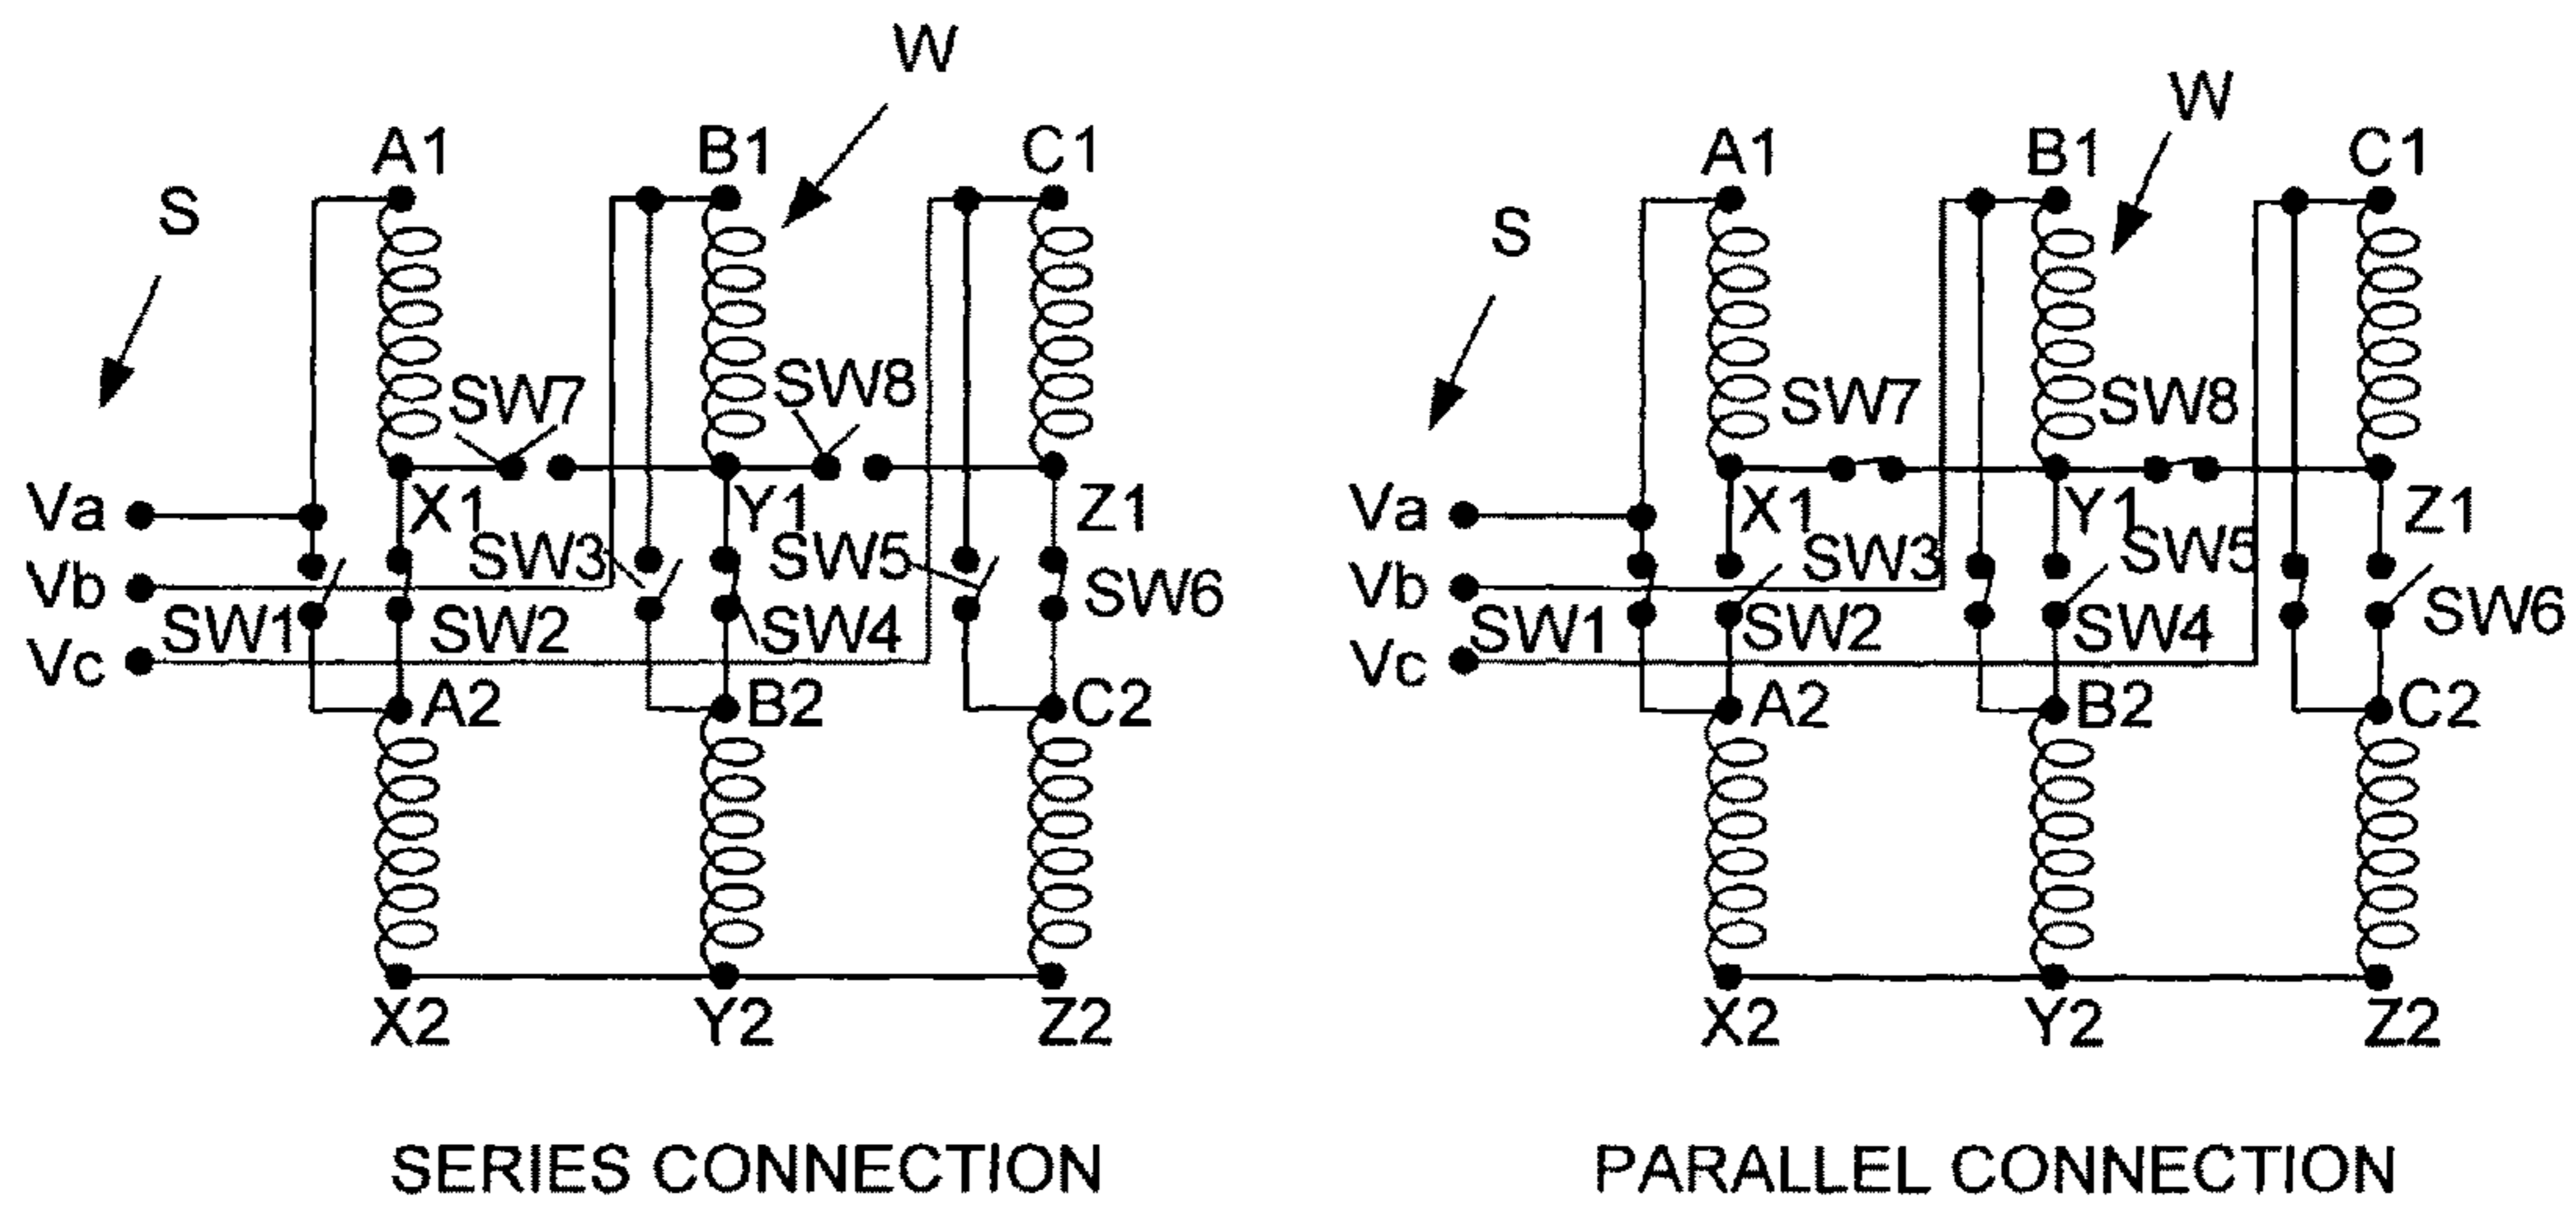 W
A1 B1 C1
S
SW7 SW8
X1 Y1 Z1
Va
SW3 SW5
Vb
SW1 SW2 SW4 SW6
Vc
A2 B2 C2
X2 Y2 Z2
SERIES CONNECTION
W
A1 B1 C1
S
SW7 SW8
X1 Y1 Z1
Va
SW3 SW5
Vb
SW1 SW2 SW4 SW6
Vc
A2 B2 C2
X2 Y2 Z2
PARALLEL CONNECTION